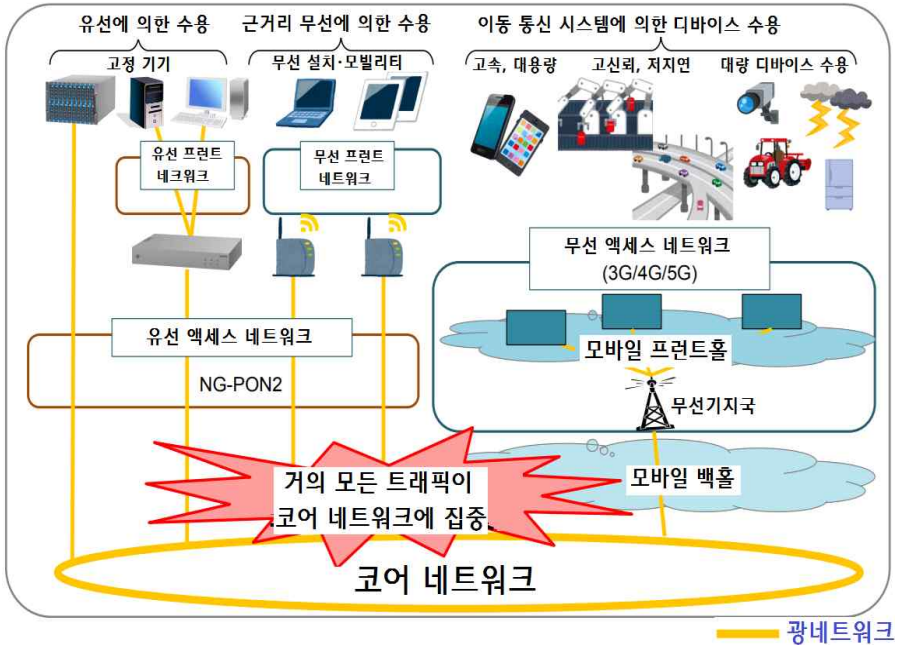 유선에 의한 수용
근거리 무선에 의한 수용
이동 통신 시스템에 의한 디바이스 수용
고정 기기
무선 설치·모빌리티
고속, 대용량
고신뢰, 저지연
대량 디바이스 수용
유선 프런트
네크워크
무선 프런트
네트워크
무선 액세스 네트워크
(3G/4G/5G)
유선 액세스 네트워크
NG-PON2
모바일 프런트홀
무선기지국
거의 모든 트래픽이
코어 네트워크에 집중
모바일 백홀
코어 네트워크
광네트워크